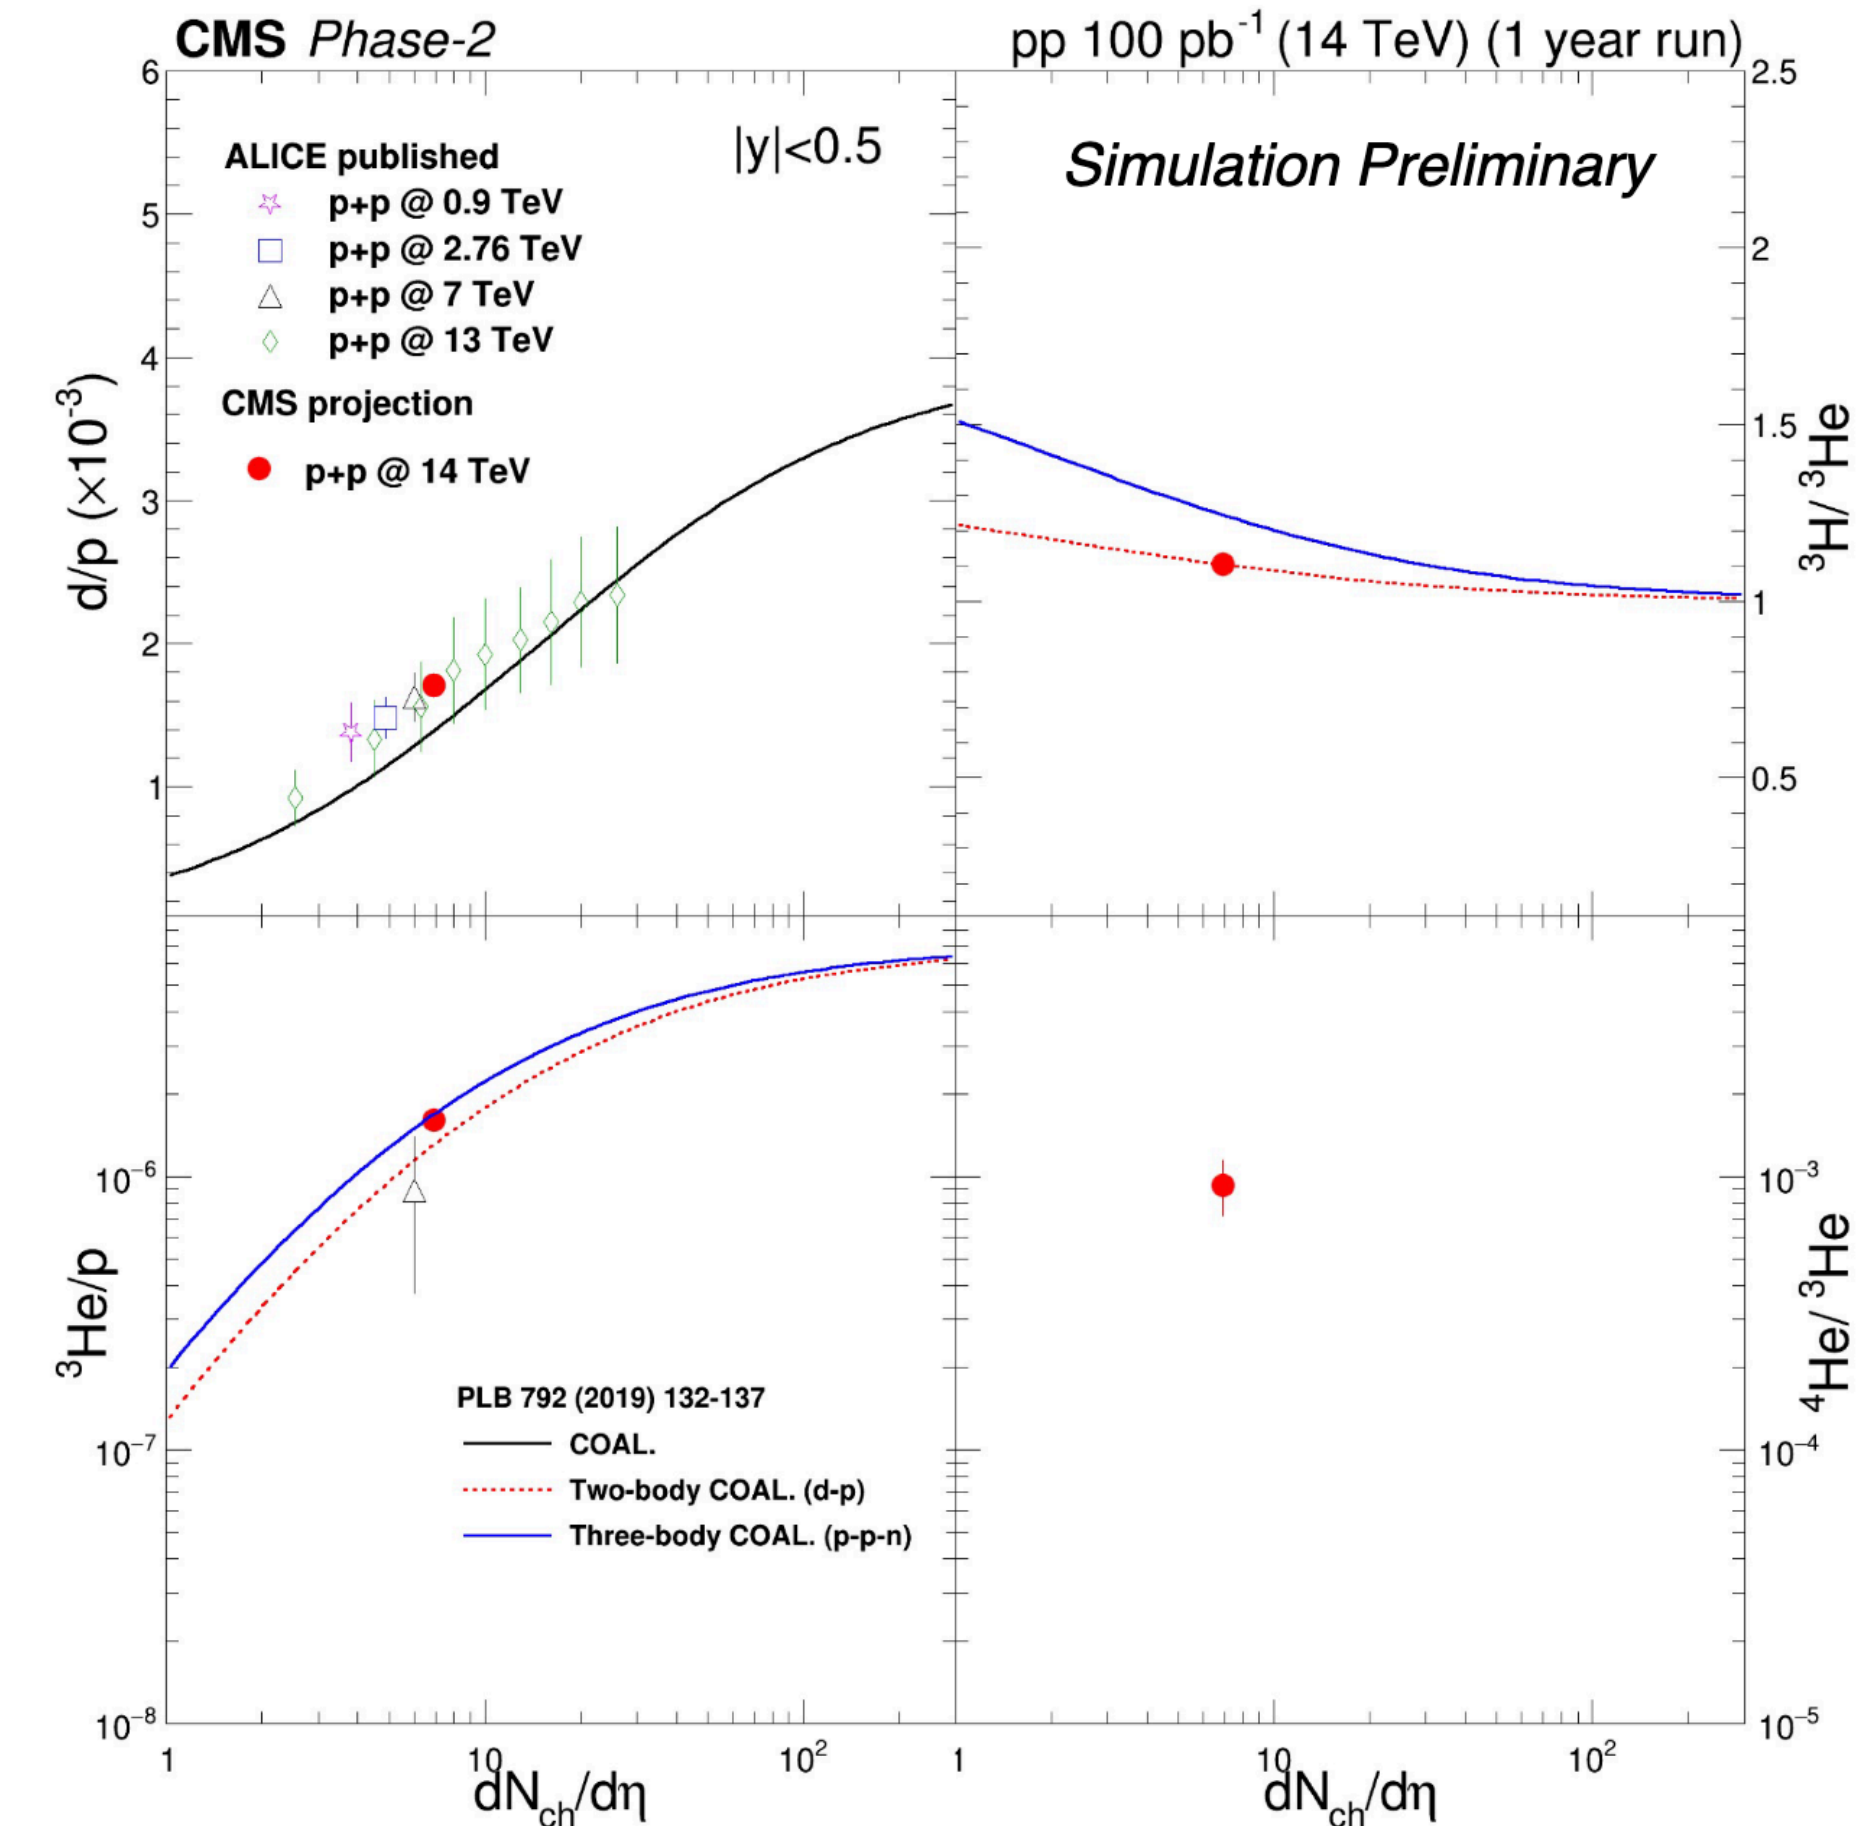 CMS Phase-2
pp 100 pb⁻¹ (14 TeV) (1 year run)
6
5
4
3
2
1
d/p (×10⁻³)
ALICE published
p+p @ 0.9 TeV
p+p @ 2.76 TeV
p+p @ 7 TeV
p+p @ 13 TeV
CMS projection
p+p @ 14 TeV
|y|<0.5
Simulation Preliminary
2.5
2
1.5
1
0.5
³H/ ³He
10⁻⁶
10⁻⁷
10⁻⁸
³He/p
PLB 792 (2019) 132-137
COAL.
Two-body COAL. (d-p)
Three-body COAL. (p-p-n)
10⁻³
10⁻⁴
10⁻⁵
⁴He/ ³He
1 10 10²
dN_ch/dη
1 10 10²
dN_ch/dη